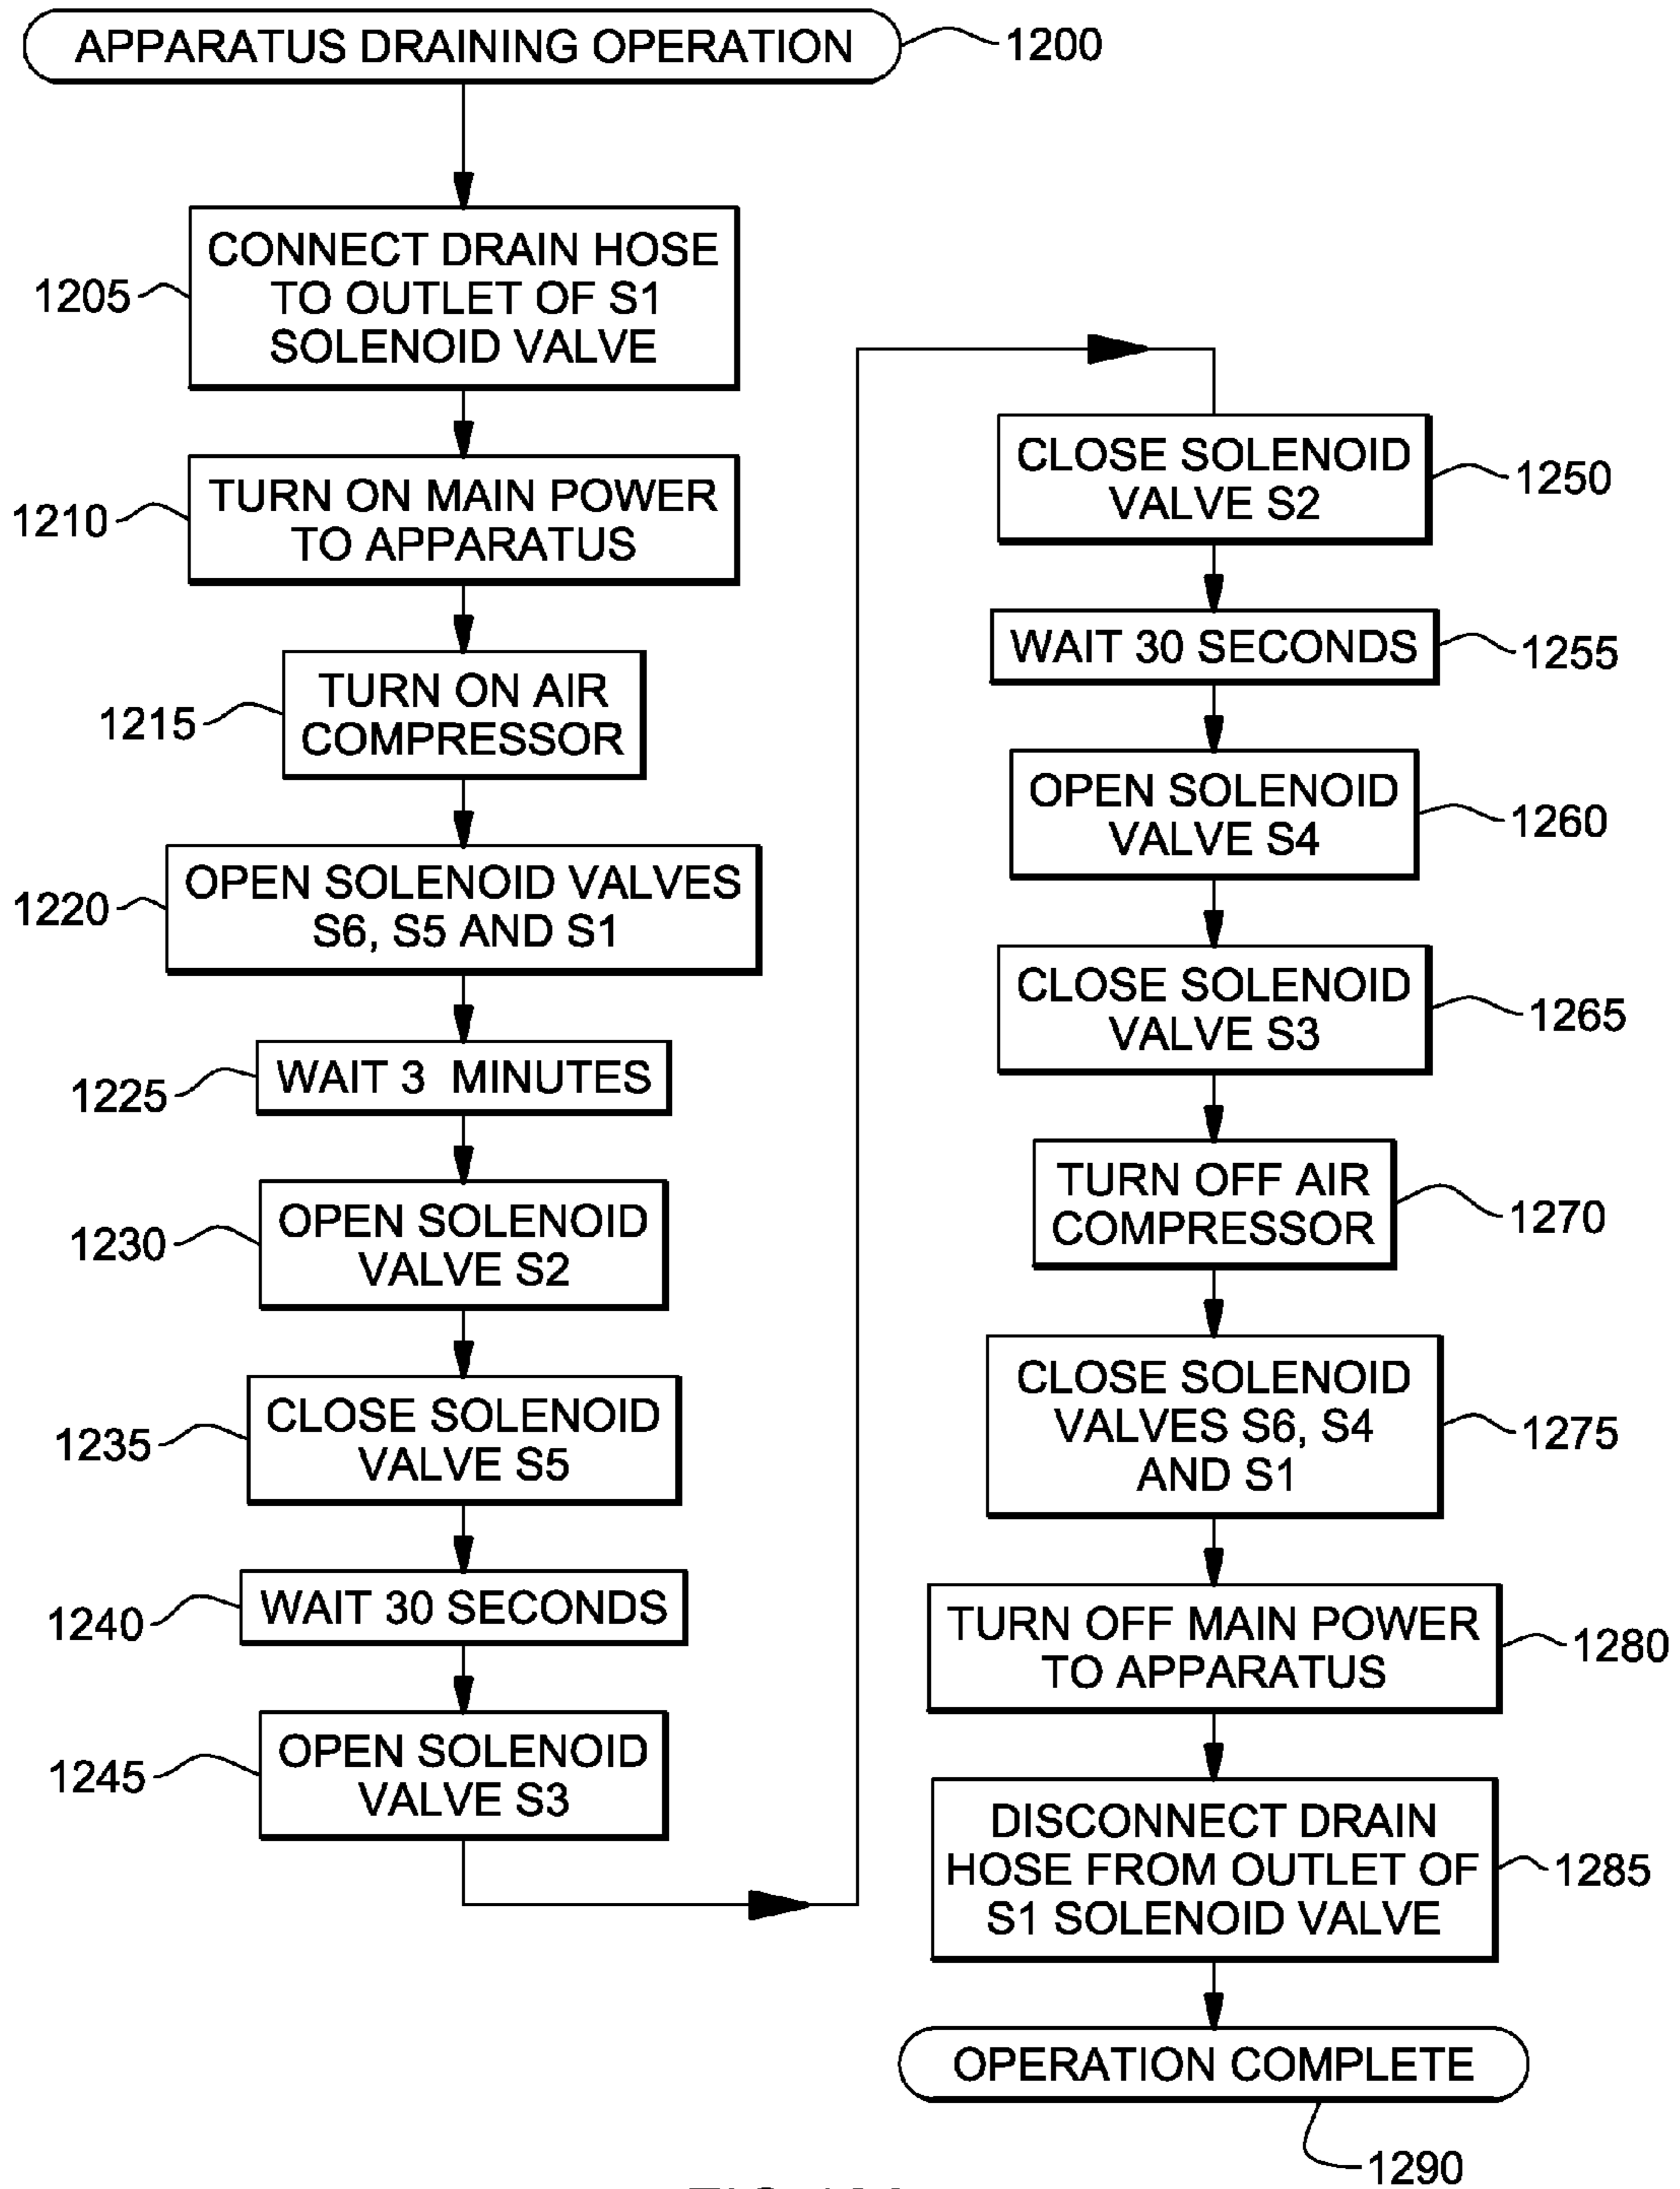 APPARATUS DRAINING OPERATION
1200
CONNECT DRAIN HOSE
TO OUTLET OF S1
SOLENOID VALVE
1205
TURN ON MAIN POWER
TO APPARATUS
1210
TURN ON AIR
COMPRESSOR
1215
OPEN SOLENOID VALVES
S6, S5 AND S1
1220
WAIT 3 MINUTES
1225
OPEN SOLENOID
VALVE S2
1230
CLOSE SOLENOID
VALVE S5
1235
WAIT 30 SECONDS
1240
OPEN SOLENOID
VALVE S3
1245
CLOSE SOLENOID
VALVE S2
1250
WAIT 30 SECONDS
1255
OPEN SOLENOID
VALVE S4
1260
CLOSE SOLENOID
VALVE S3
1265
TURN OFF AIR
COMPRESSOR
1270
CLOSE SOLENOID
VALVES S6, S4
AND S1
1275
TURN OFF MAIN POWER
TO APPARATUS
1280
DISCONNECT DRAIN
HOSE FROM OUTLET OF
S1 SOLENOID VALVE
1285
OPERATION COMPLETE
1290